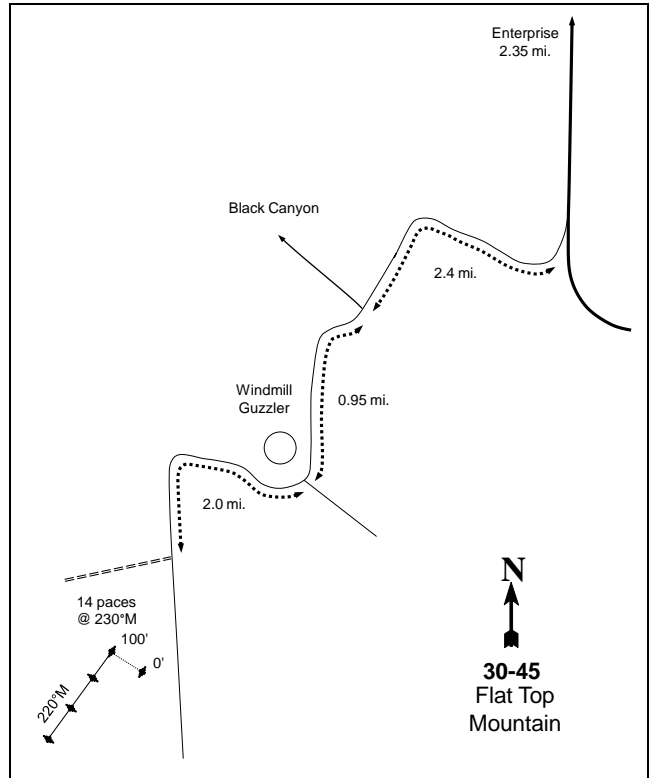 Enterprise
2.35 mi.
Black Canyon
2.4 mi.
Windmill
Guzzler
0.95 mi.
2.0 mi.
14 paces
@ 230°M
100'
0'
220°M
N
30-45
Flat Top
Mountain